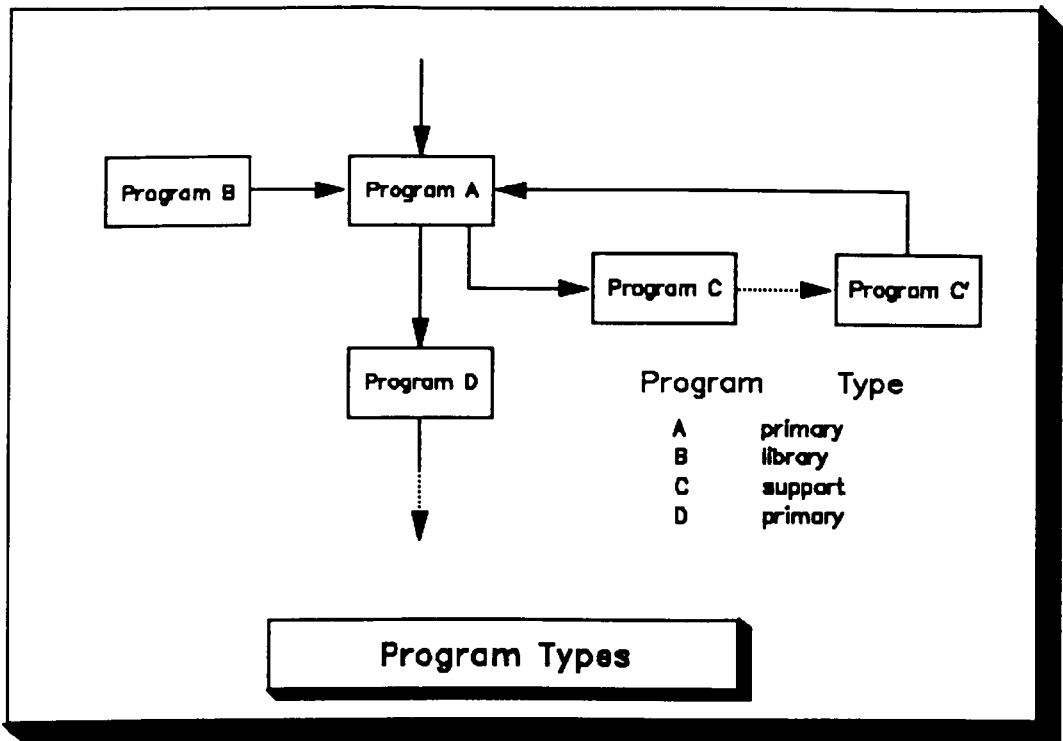 Program B
Program A
Program C
Program C'
Program D
Program Type
A primary
B library
C support
D primary
Program Types